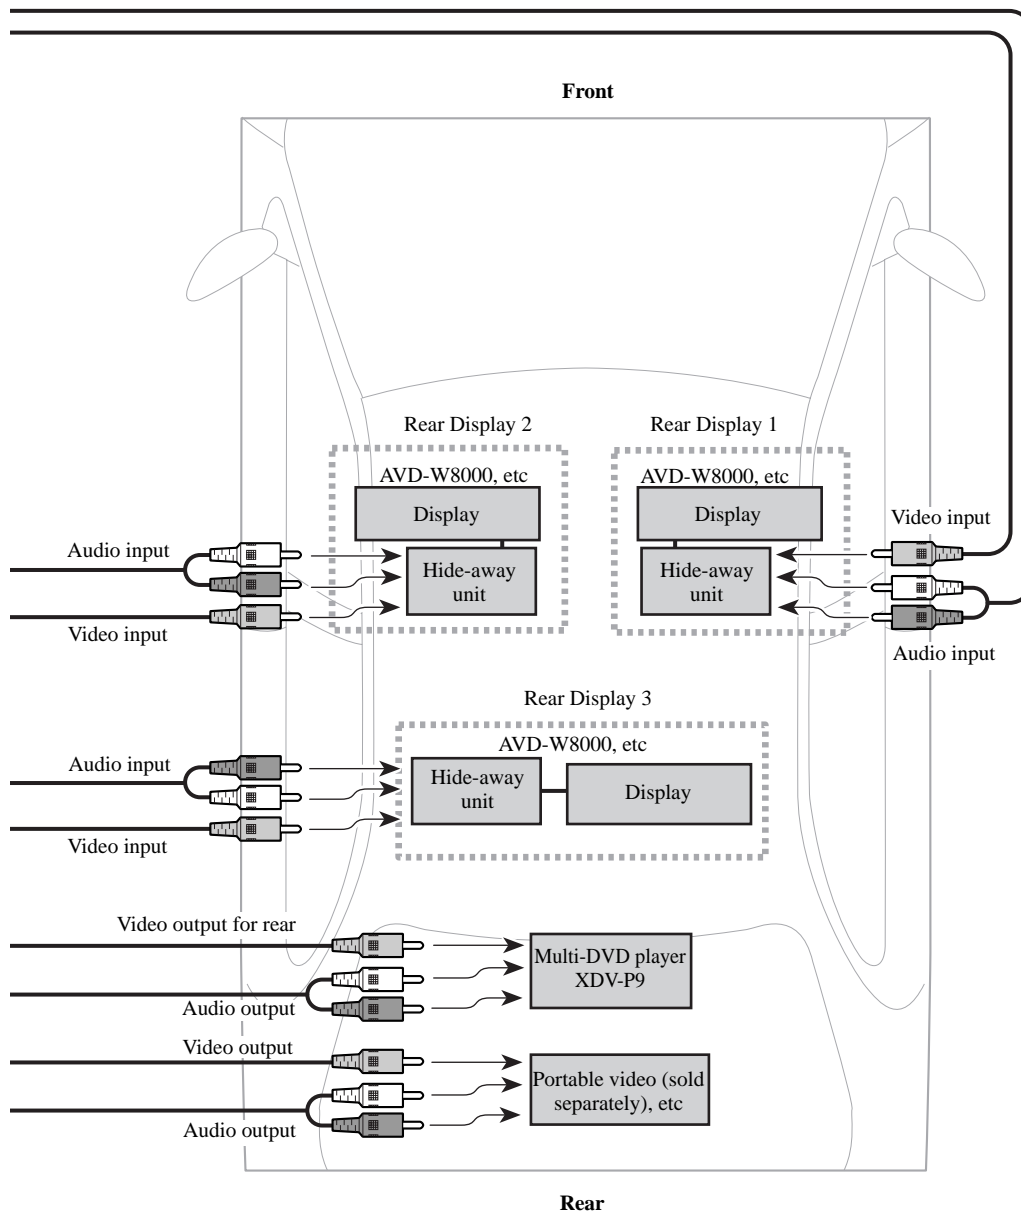 Front
Rear Display 2
Rear Display 1
AVD-W8000, etc
AVD-W8000, etc
Display
Display
Video input
Audio input
Hide-away
unit
Hide-away
unit
Video input
Audio input
Rear Display 3
AVD-W8000, etc
Audio input
Hide-away
unit
Display
Video input
Video output for rear
Multi-DVD player
XDV-P9
Audio output
Video output
Portable video (sold
separately), etc
Audio output
Rear